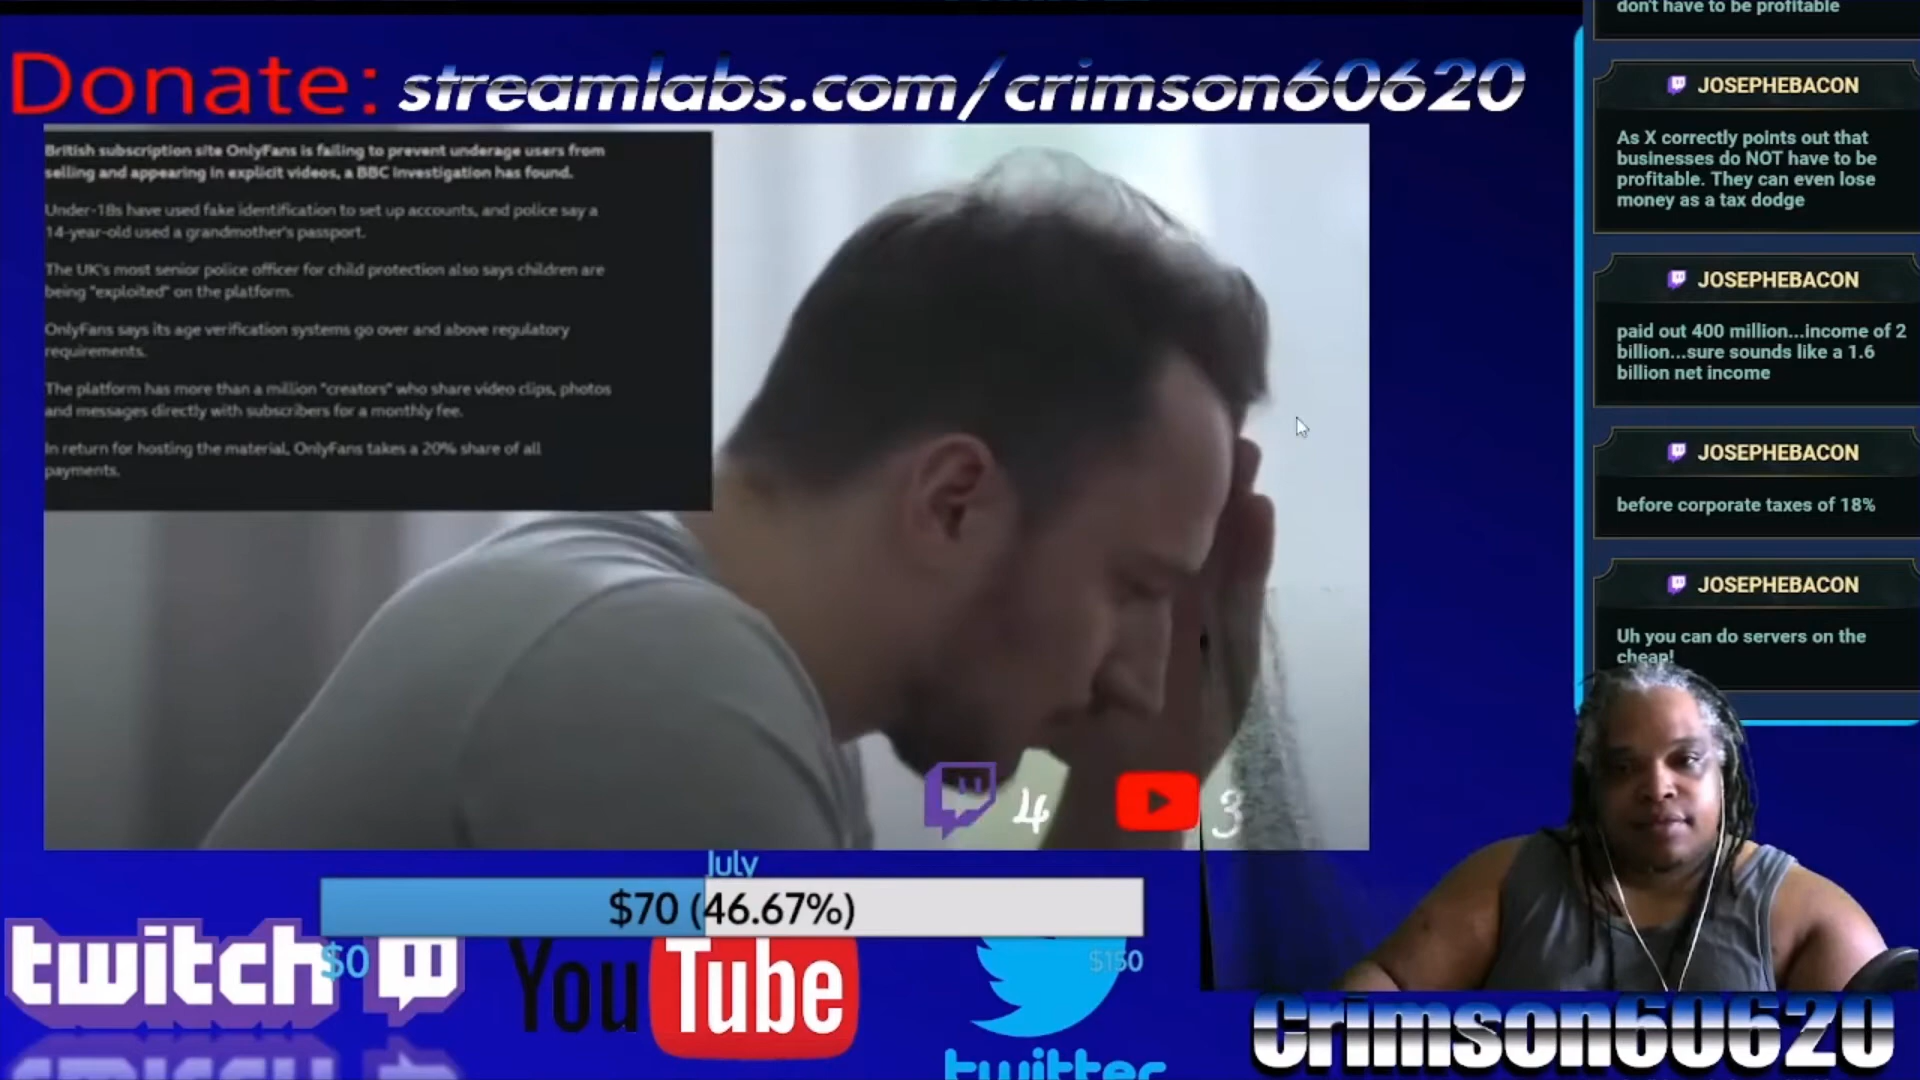 Donate: streamlabs.com/crimson60620
British subscription site OnlyFans is failing to prevent underage users from
selling and appearing in explicit videos, a BBC investigation has found.
Under-18s have used fake identification to set up accounts, and police say a
14-year-old used a grandmother's passport.
The UK's most senior police officer for child protection also says children are
being "exploited" on the platform.
OnlyFans says its age verification systems go over and above regulatory
requirements.
The platform has more than a million "creators" who share video clips, photos
and messages directly with subscribers for a monthly fee.
In return for hosting the material, OnlyFans takes a 20% share of all
payments.
4
3
July
$70 (46.67%)
$0
$150
twitch
YouTube
twitter
don't have to be profitable
JOSEPHEBACON
As X correctly points out that
businesses do NOT have to be
profitable. They can even lose
money as a tax dodge
JOSEPHEBACON
paid out 400 million...income of 2
billion...sure sounds like a 1.6
billion net income
JOSEPHEBACON
before corporate taxes of 18%
JOSEPHEBACON
Uh you can do servers on the
cheap!
Crimson60620